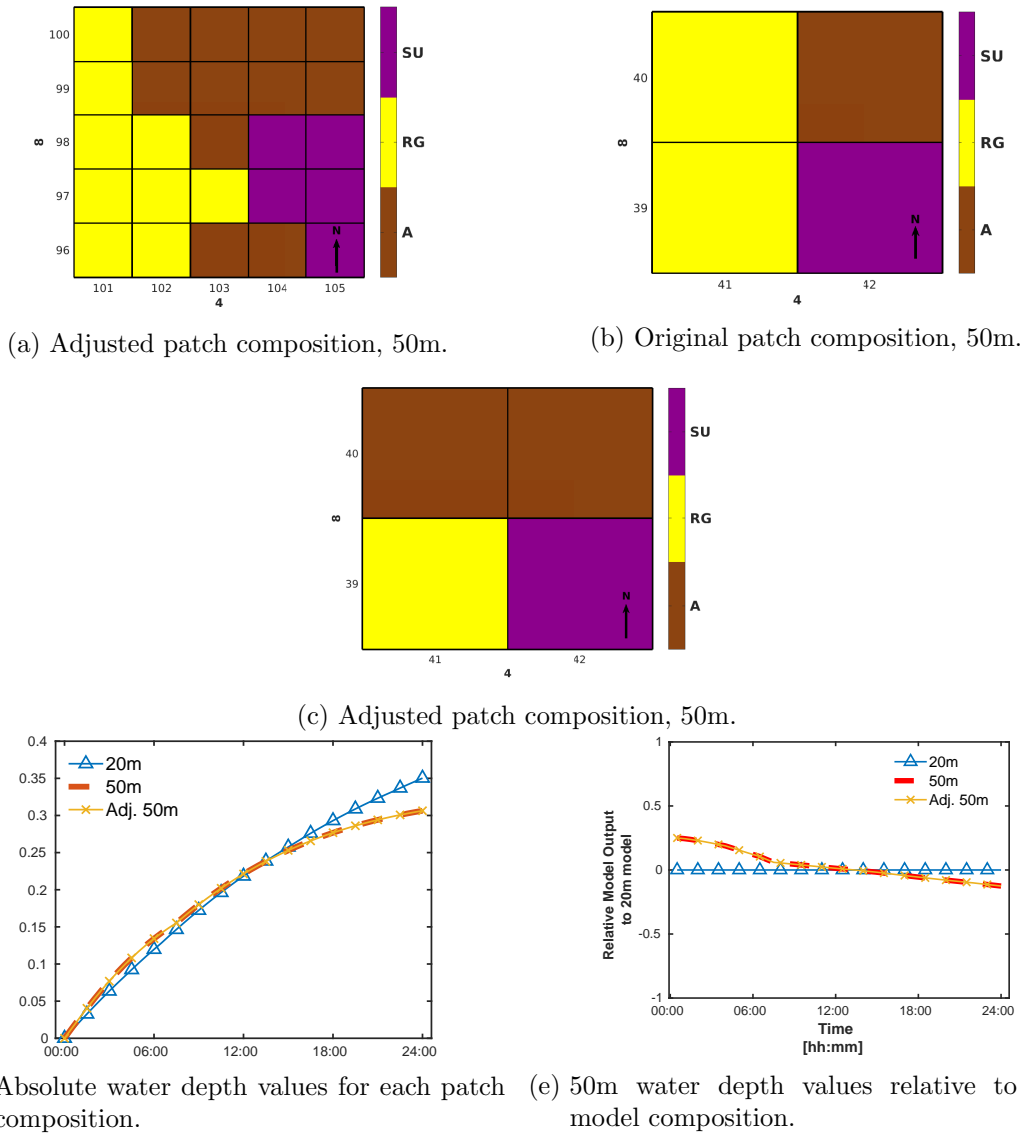 100
99
98
97
96
8
101 102 103 104 105
4
N
SU
RG
A
(a) Adjusted patch composition, 50m.
40
39
8
41 42
4
N
SU
RG
A
(b) Original patch composition, 50m.
40
39
8
41 42
4
N
SU
RG
A
(c) Adjusted patch composition, 50m.
0.4
0.35
0.3
0.25
0.2
0.15
0.1
0.05
0
00:00 06:00 12:00 18:00 24:00
20m
50m
Adj. 50m
Absolute water depth values for each patch
composition.
1
0.5
0
-0.5
-1
Relative Model Output
to 20m model
00:00 06:00 12:00 18:00 24:00
Time
[hh:mm]
20m
50m
Adj. 50m
(e) 50m water depth values relative to
model composition.